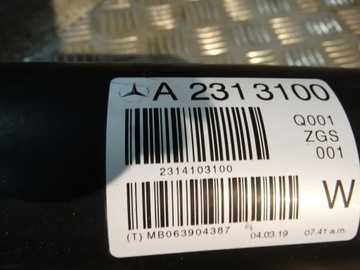 A 231 3100
Q001
ZGS
001
2314103100
W
(T) MB063904387 04.03.19 07:41 a.m.